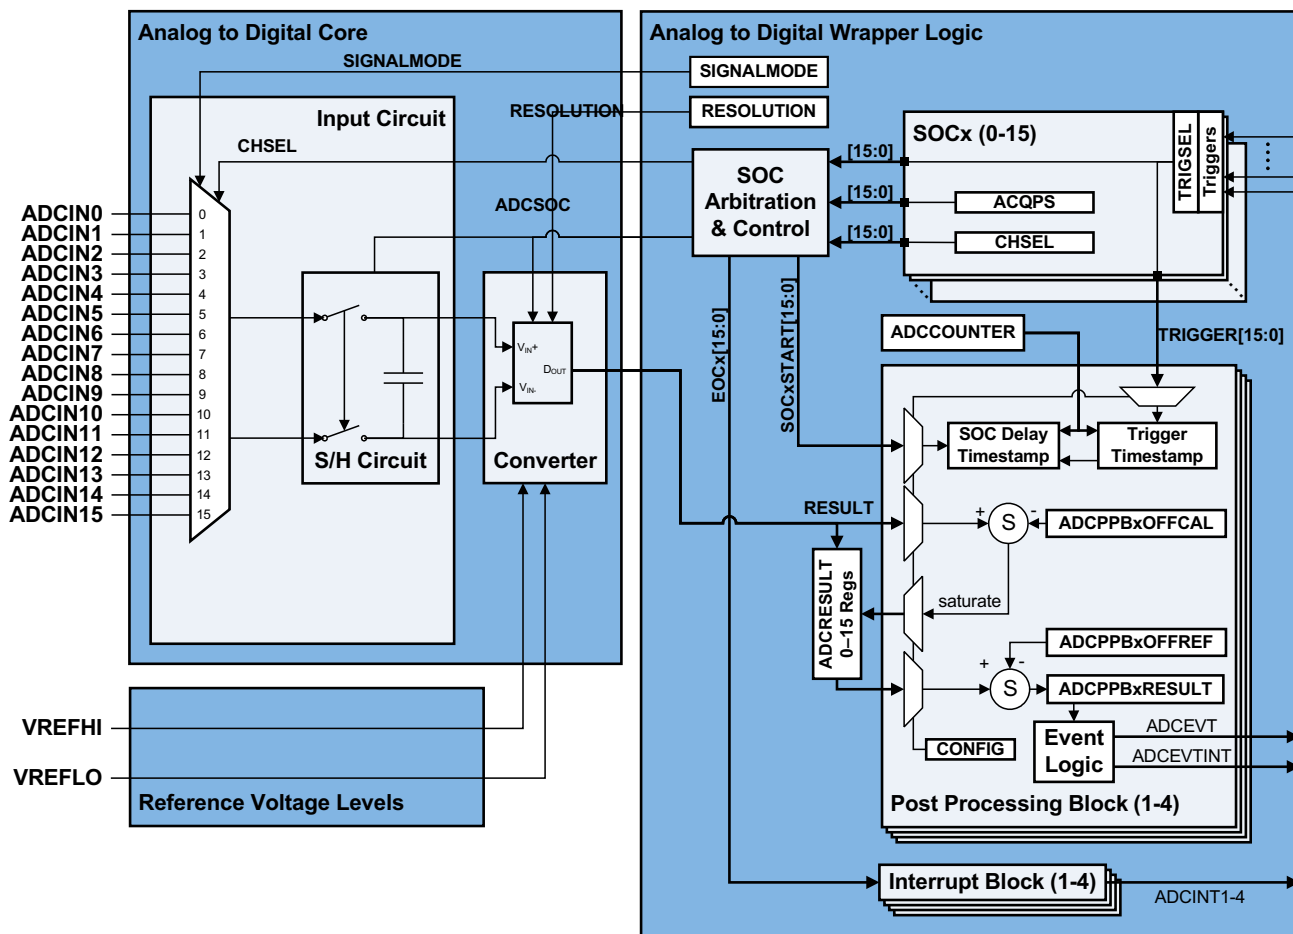 Analog to Digital Core
SIGNALMODE
Input Circuit
RESOLUTION
CHSEL
ADCSOC
ADCIN0
ADCIN1
ADCIN2
ADCIN3
ADCIN4
ADCIN5
ADCIN6
ADCIN7
ADCIN8
ADCIN9
ADCIN10
ADCIN11
ADCIN12
ADCIN13
ADCIN14
ADCIN15
0
1
2
3
4
5
6
7
8
9
10
11
12
13
14
15
S/H Circuit
VIN+
DOUT
VIN-
Converter
VREFHI
VREFLO
Reference Voltage Levels
Analog to Digital Wrapper Logic
SIGNALMODE
RESOLUTION
SOC
Arbitration
& Control
[15:0]
[15:0]
[15:0]
SOCx (0-15)
ACQPS
CHSEL
TRIGSEL
Triggers
EOCx[15:0]
SOCxSTART[15:0]
ADCCOUNTER
TRIGGER[15:0]
SOC Delay
Timestamp
Trigger
Timestamp
RESULT
+
S
-
ADCPPBxOFFCAL
saturate
ADCRESULT
0–15 Regs
ADCPPBxOFFREF
+
-
S
ADCPPBxRESULT
CONFIG
Event
Logic
ADCEVT
ADCEVTINT
Post Processing Block (1-4)
Interrupt Block (1-4)
ADCINT1-4